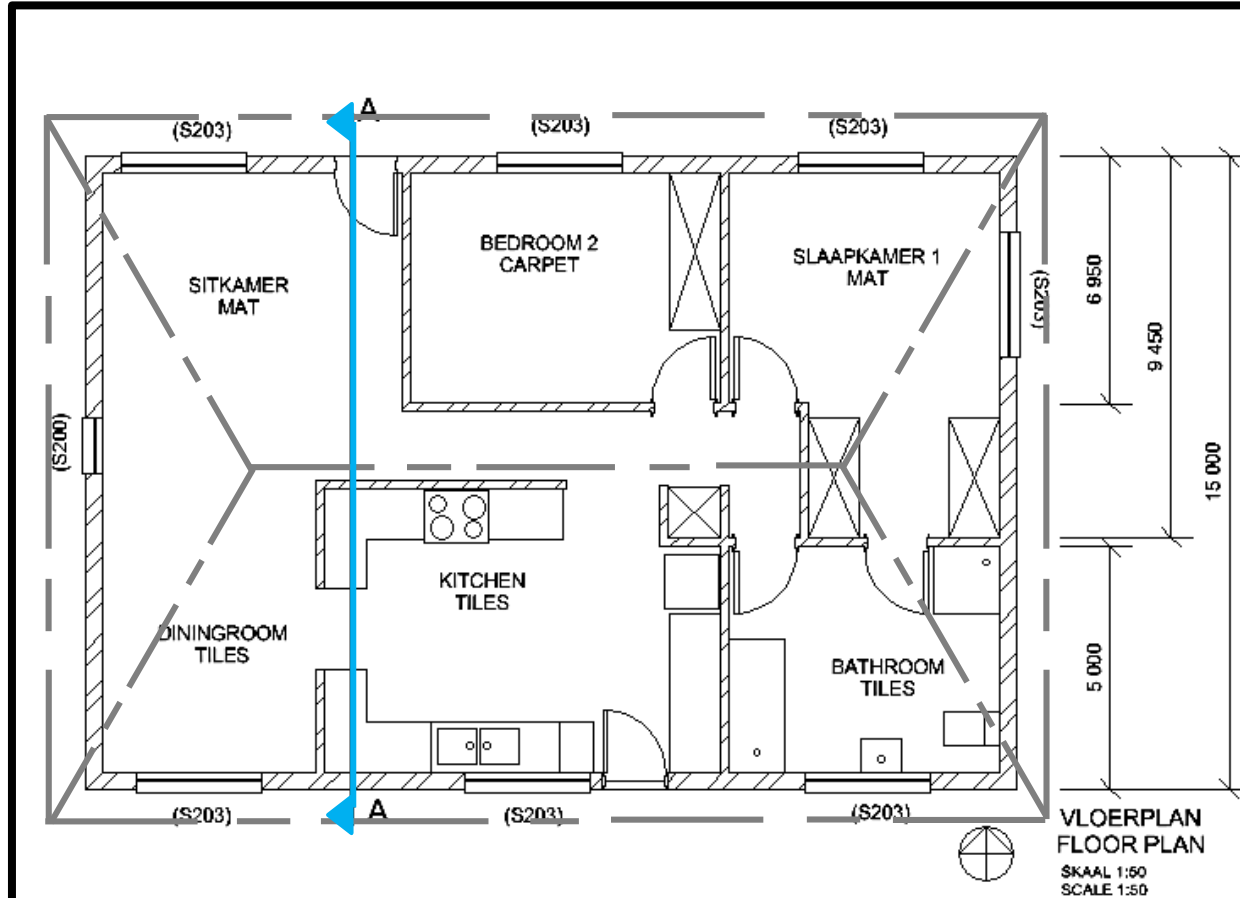 A
(S203)
(S203)
(S203)
BEDROOM 2
CARPET
SLAAPKAMER 1
MAT
SITKAMER
MAT
(S203)
6 950
9 450
15 000
(S200)
KITCHEN
TILES
DININGROOM
TILES
BATHROOM
TILES
5 000
A
(S203)
(S203)
(S203)
VLOERPLAN
FLOOR PLAN
SKAAL 1:50
SCALE 1:50